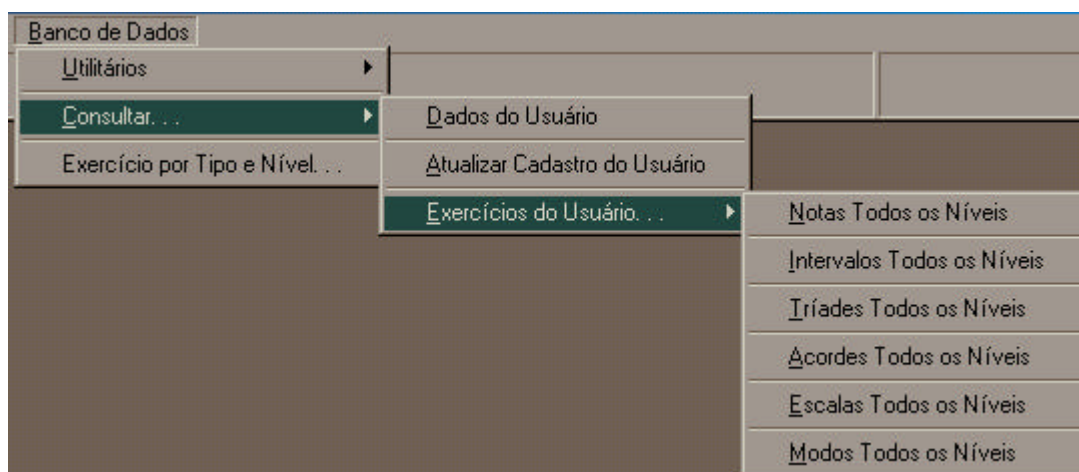 Banco de Dados
Utilitários
Consultar. . .
Exercício por Tipo e Nível. . .
Dados do Usuário
Atualizar Cadastro do Usuário
Exercícios do Usuário. . .
Notas Todos os Níveis
Intervalos Todos os Níveis
Tríades Todos os Níveis
Acordes Todos os Níveis
Escalas Todos os Níveis
Modos Todos os Níveis